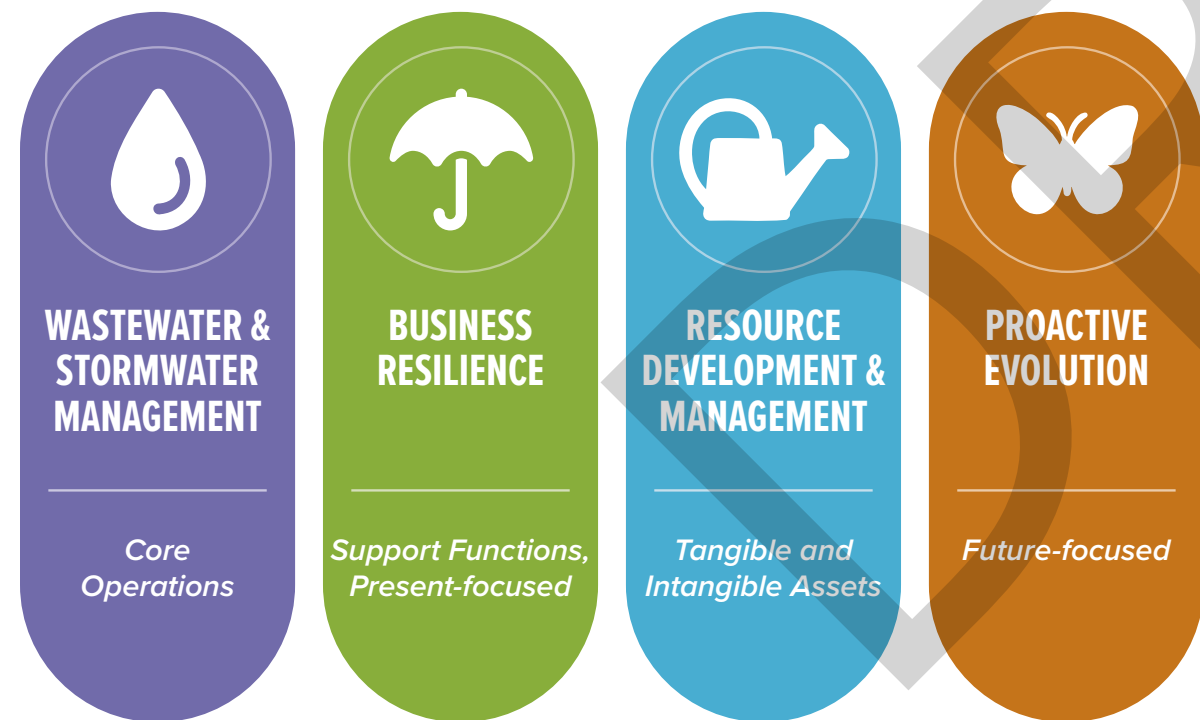 WASTEWATER &
STORMWATER
MANAGEMENT
Core
Operations
BUSINESS
RESILIENCE
Support Functions,
Present-focused
RESOURCE
DEVELOPMENT &
MANAGEMENT
Tangible and
Intangible Assets
PROACTIVE
EVOLUTION
Future-focused